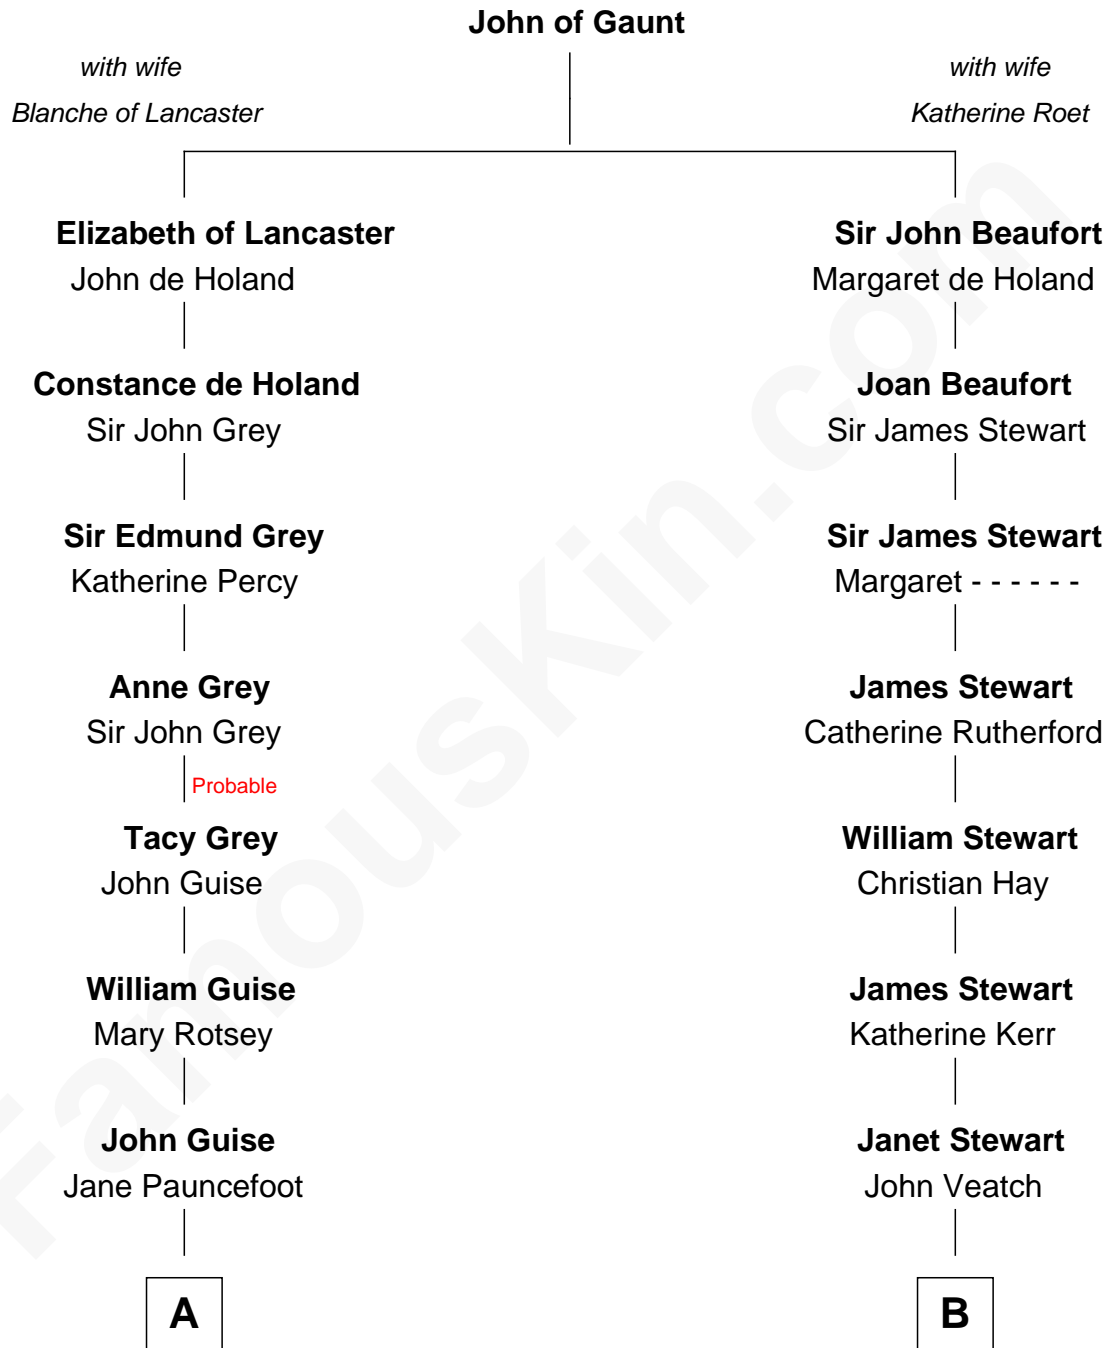 John of Gaunt
with wife
Blanche of Lancaster
with wife
Katherine Roet
Elizabeth of Lancaster
John de Holand
Sir John Beaufort
Margaret de Holand
Constance de Holand
Sir John Grey
Joan Beaufort
Sir James Stewart
Sir Edmund Grey
Katherine Percy
Sir James Stewart
Margaret - - - - - -
Anne Grey
Sir John Grey
James Stewart
Catherine Rutherford
Probable
Tacy Grey
John Guise
William Stewart
Christian Hay
William Guise
Mary Rotsey
James Stewart
Katherine Kerr
John Guise
Jane Pauncefoot
Janet Stewart
John Veatch
A
B
FamousKin.com